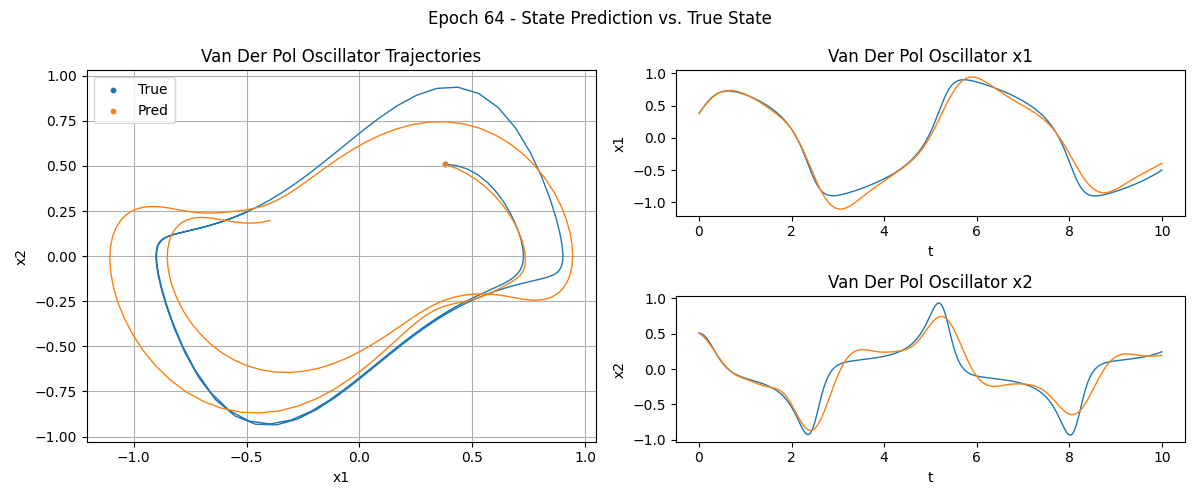 Epoch 64 - State Prediction vs. True State
Van Der Pol Oscillator Trajectories
True
Pred
1.00
0.75
0.50
0.25
0.00
−0.25
−0.50
−0.75
−1.00
x2
−1.0 −0.5 0.0 0.5 1.0
x1
Van Der Pol Oscillator x1
1.0
0.5
0.0
−0.5
−1.0
x1
0 2 4 6 8 10
t
Van Der Pol Oscillator x2
1.0
0.5
0.0
−0.5
−1.0
x2
0 2 4 6 8 10
t